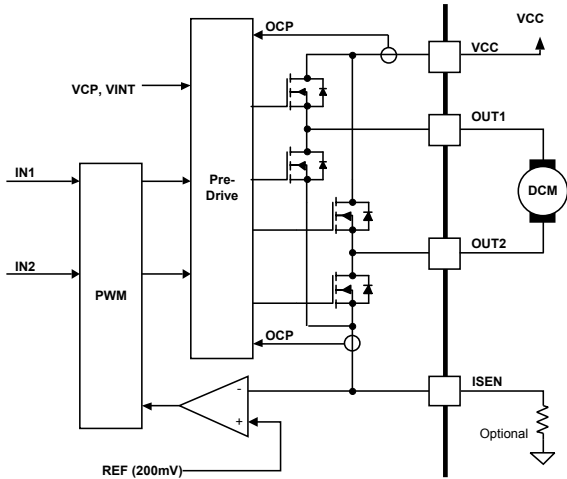 OCP
VCC
VCC
VCP, VINT
OUT1
IN1
Pre-
Drive
DCM
IN2
OUT2
PWM
OCP
ISEN
-
+
Optional
REF (200mV)